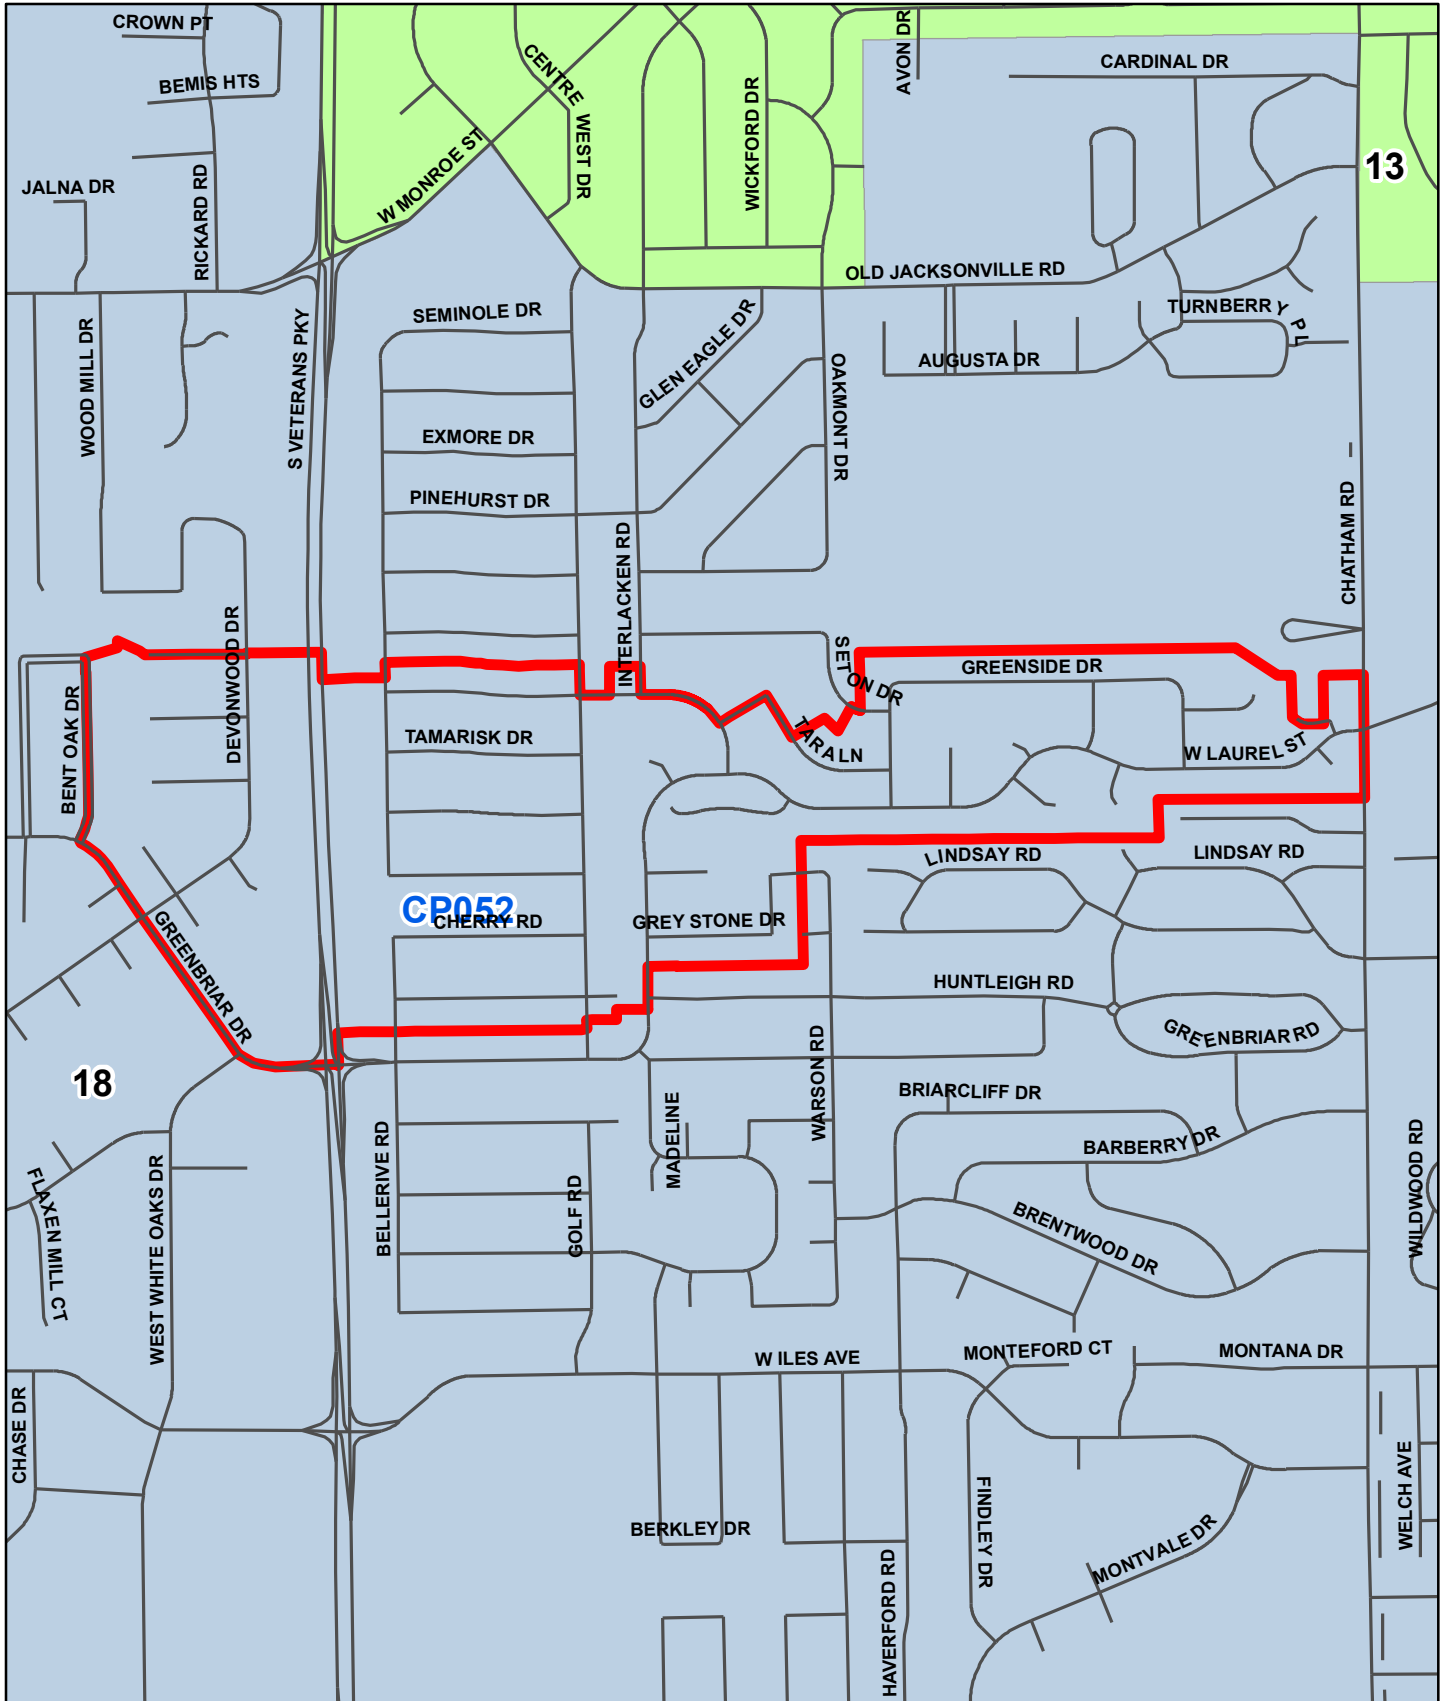 CROWN PT
AVON DR
CENTRE WEST DR
CARDINAL DR
BEMIS HTS
WICKFORD DR
13
W MONROE ST
JALNA DR
RICKARD RD
OLD JACKSONVILLE RD
SEMINOLE DR
TURNBERRY PL
GLEN EAGLE DR
WOOD MILL DR
S VETERANS PKY
AUGUSTA DR
OAKMONT DR
EXMORE DR
PINEHURST DR
CHATHAM RD
INTERLACKEN RD
DEVONWOOD DR
SETON DR
GREENSIDE DR
BENT OAK DR
TAMARISK DR
TARA LN
W LAUREL ST
LINDSAY RD
LINDSAY RD
CP052
CHERRY RD
GREY STONE DR
GREENBRIAR DR
HUNTLEIGH RD
GREENBRIAR RD
18
WARSON RD
BRIARCLIFF DR
MADELINE
BELLERIVE RD
BARBERRY DR
WILDWOOD RD
FLAXEN MILL CT
WEST WHITE OAKS DR
GOLF RD
BRENTWOOD DR
W ILES AVE
MONTEFORD CT
MONTANA DR
CHASE DR
WELCH AVE
FINDLEY DR
BERKLEY DR
MONTVALE DR
HAVERFORD RD